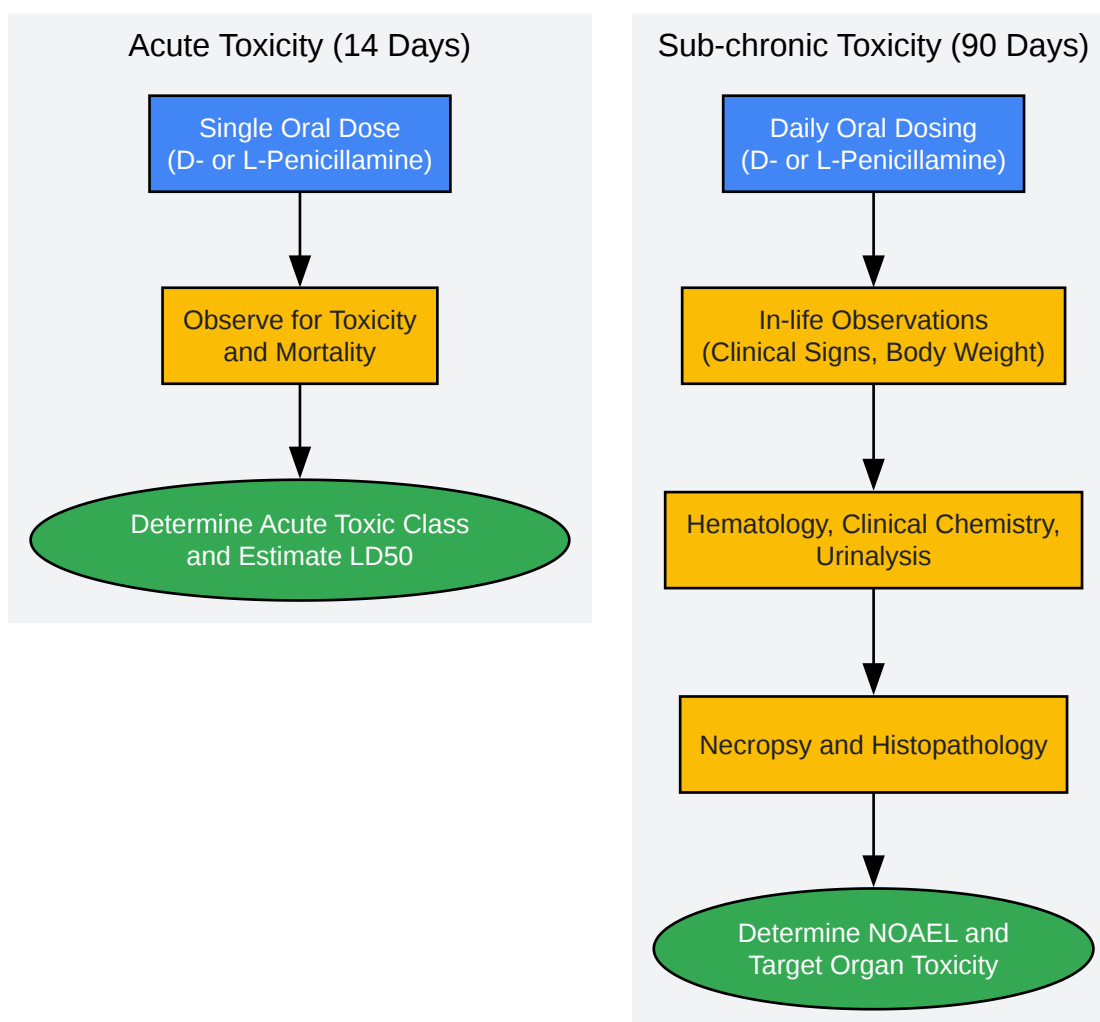 Acute Toxicity (14 Days)
Single Oral Dose
(D- or L-Penicillamine)
Observe for Toxicity
and Mortality
Determine Acute Toxic Class
and Estimate LD50
Sub-chronic Toxicity (90 Days)
Daily Oral Dosing
(D- or L-Penicillamine)
In-life Observations
(Clinical Signs, Body Weight)
Hematology, Clinical Chemistry,
Urinalysis
Necropsy and Histopathology
Determine NOAEL and
Target Organ Toxicity